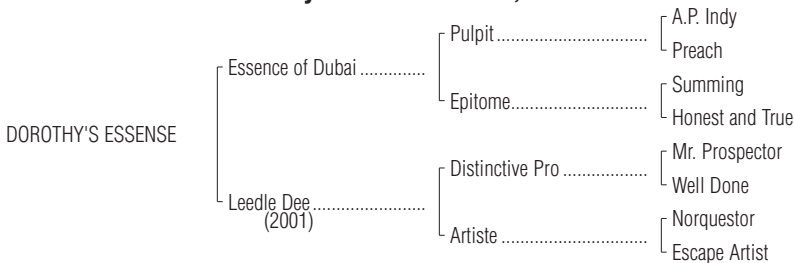 A.P. Indy
Pulpit
Preach
Essence of Dubai
Summing
Epitome
Honest and True
DOROTHY'S ESSENSE
Mr. Prospector
Distinctive Pro
Well Done
Leedle Dee
(2001)
Norquestor
Artiste
Escape Artist